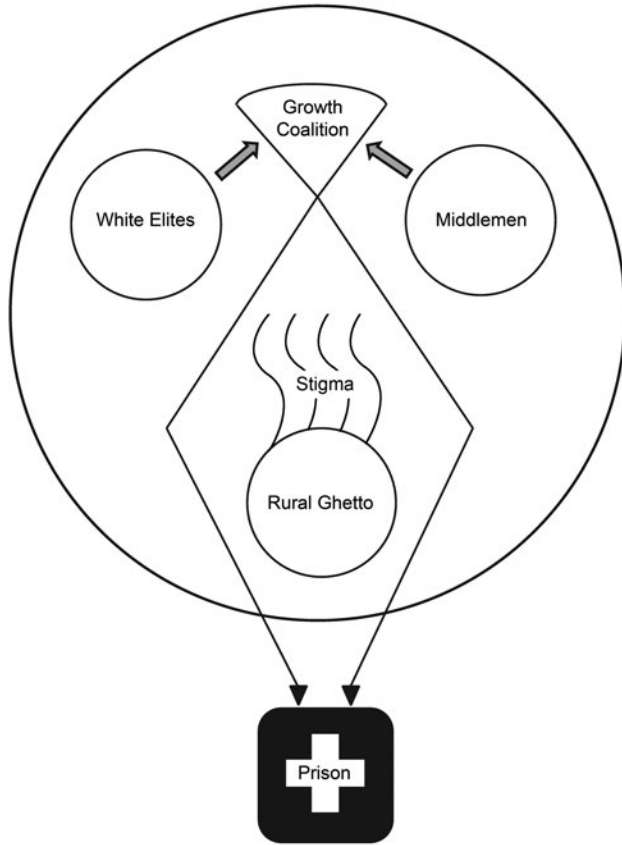 Growth
Coalition
White Elites
Middlemen
Stigma
Rural Ghetto
Prison